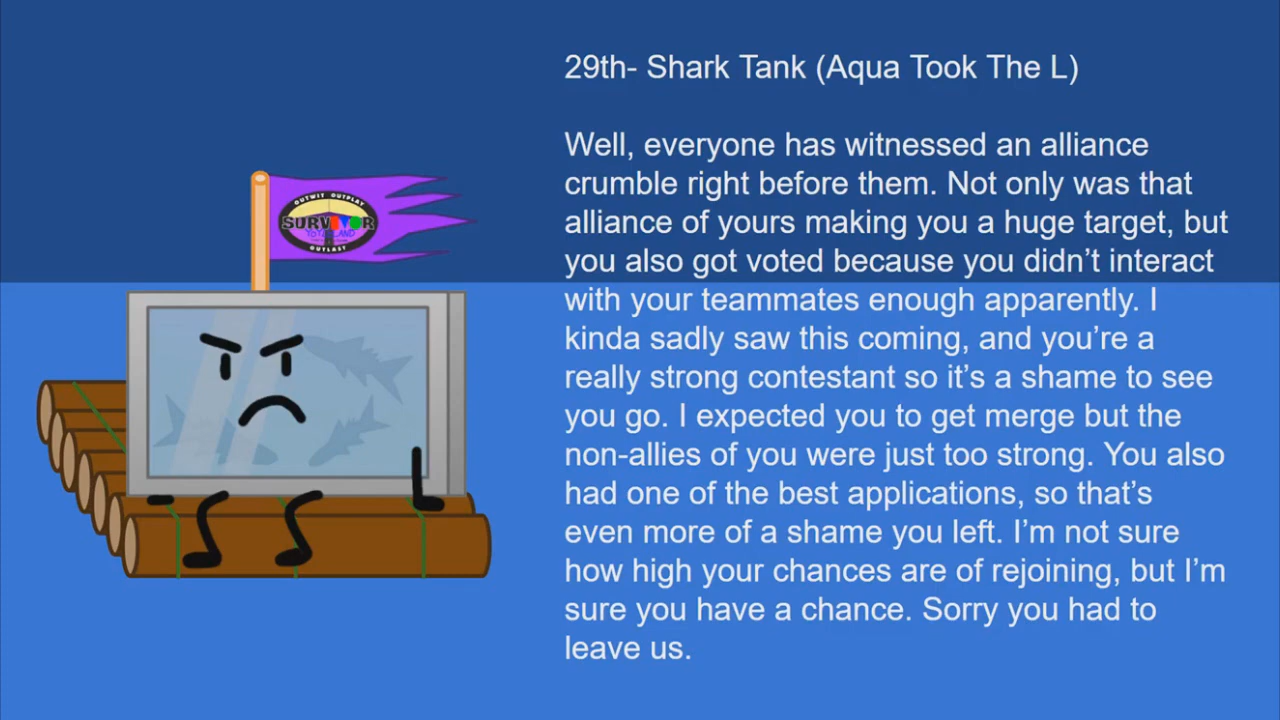 29th- Shark Tank (Aqua Took The L)
Well, everyone has witnessed an alliance
crumble right before them. Not only was that
alliance of yours making you a huge target, but
you also got voted because you didn’t interact
with your teammates enough apparently. I
kinda sadly saw this coming, and you’re a
really strong contestant so it’s a shame to see
you go. I expected you to get merge but the
non-allies of you were just too strong. You also
had one of the best applications, so that’s
even more of a shame you left. I’m not sure
how high your chances are of rejoining, but I’m
sure you have a chance. Sorry you had to
leave us.
OUTWIT OUTPLAY
SURVIVOR
OUTLAST